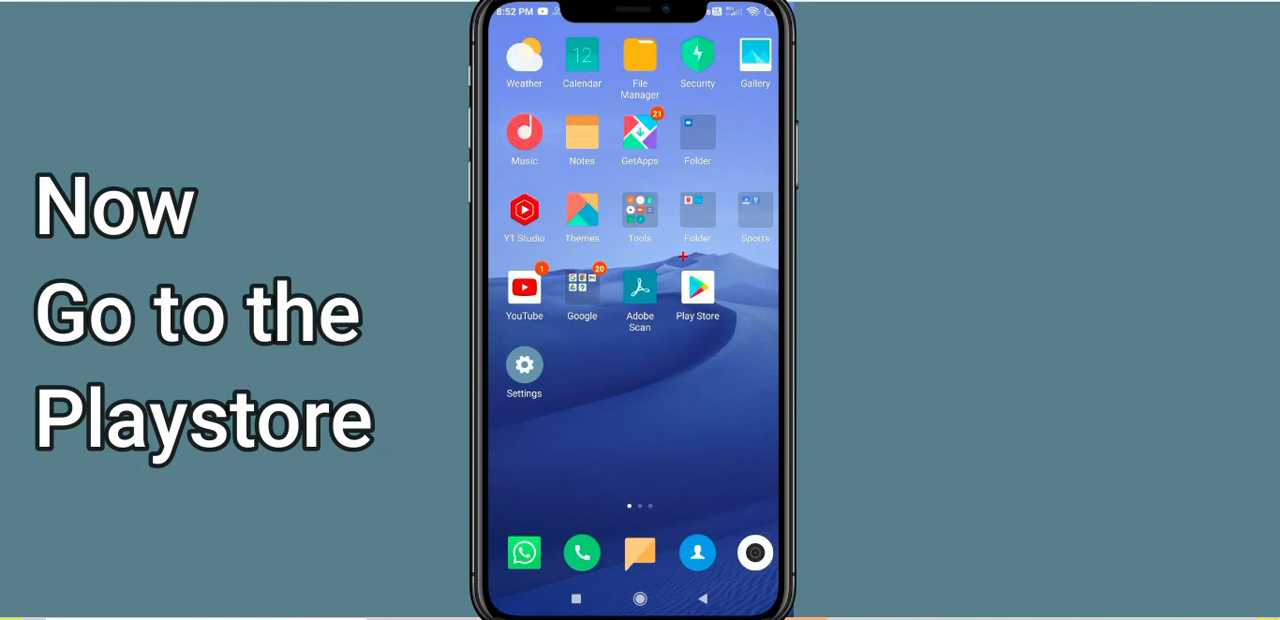 8:52 PM
Weather
Calendar
File Manager
Security
Gallery
12
Music
Notes
GetApps
21
Folder
YT Studio
Themes
Tools
Folder
Sports
YouTube
1
Google
20
Adobe Scan
Play Store
Settings
Now
Go to the
Playstore